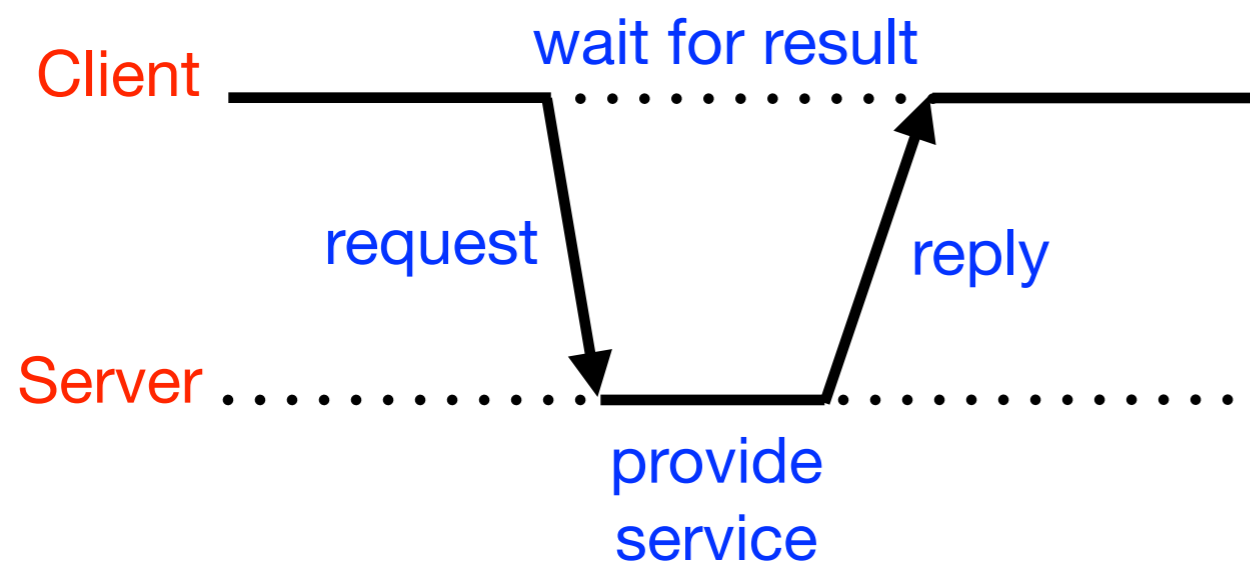 wait for result
Client
request
reply
Server
provide
service